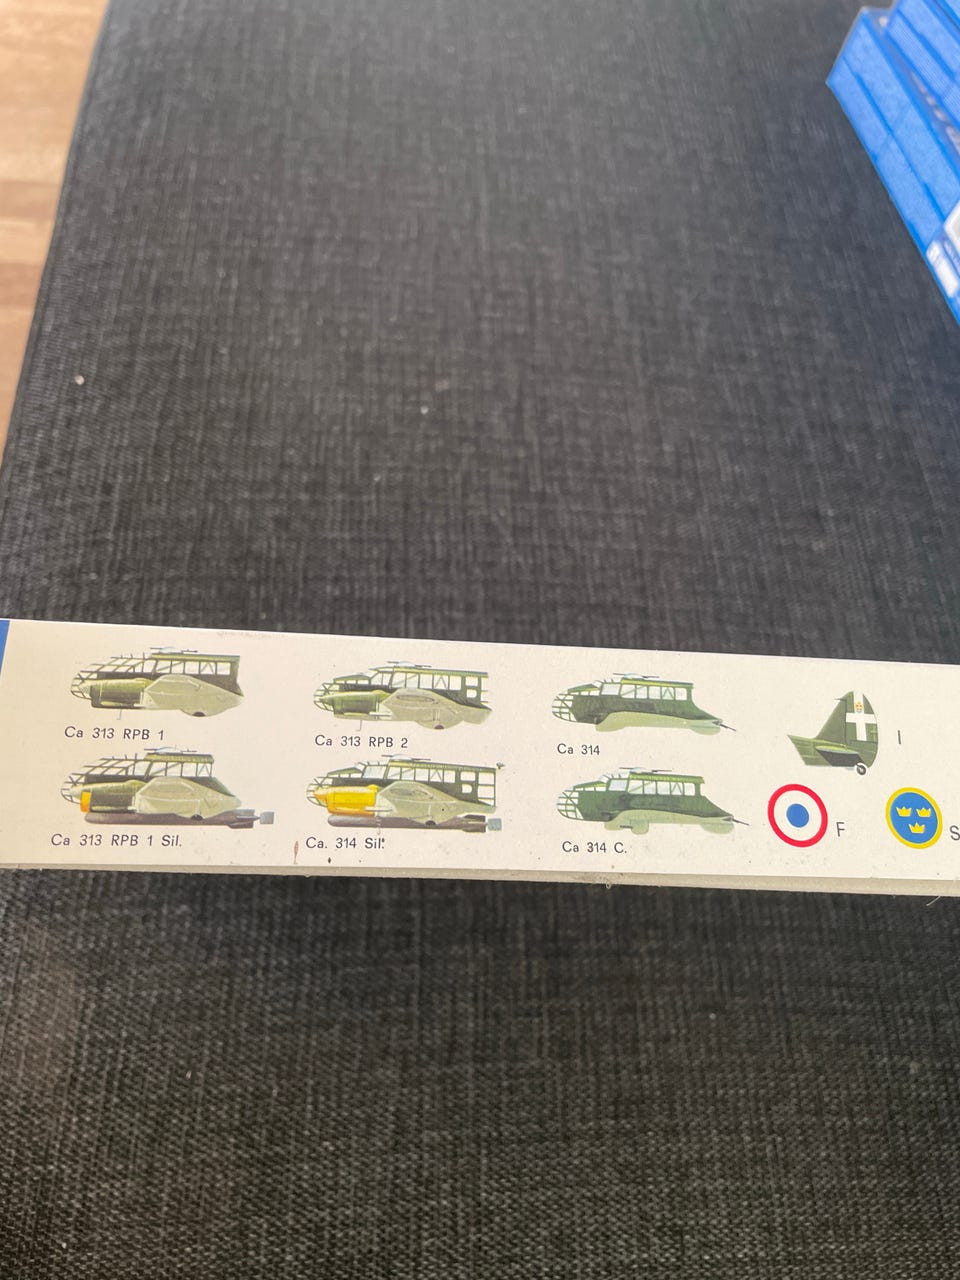 Ca 313 RPB 1
Ca 313 RPB 2
Ca 314
I
Ca 313 RPB 1 Sil.
Ca. 314 Sil.
Ca 314 C.
F
S